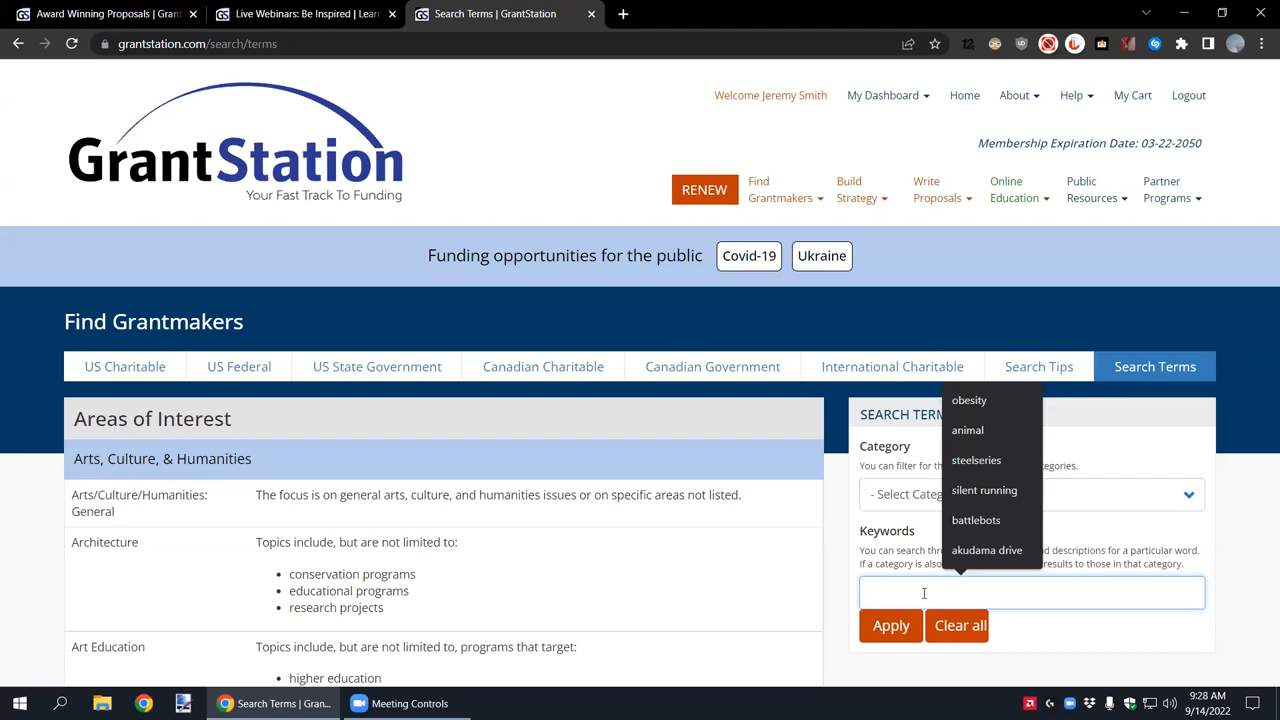 Award Winning Proposals | Grant
Live Webinars: Be Inspired | Lear
Search Terms | GrantStation
grantstation.com/search/terms
GrantStation
Your Fast Track To Funding
Welcome Jeremy Smith
My Dashboard
Home
About
Help
My Cart
Logout
Membership Expiration Date: 03-22-2050
RENEW
Find Grantmakers
Build Strategy
Write Proposals
Online Education
Public Resources
Partner Programs
Funding opportunities for the public
Covid-19
Ukraine
Find Grantmakers
US Charitable
US Federal
US State Government
Canadian Charitable
Canadian Government
International Charitable
Search Tips
Search Terms
Areas of Interest
Arts, Culture, & Humanities
Arts/Culture/Humanities: General
The focus is on general arts, culture, and humanities issues or on specific areas not listed.
Architecture
Topics include, but are not limited to:
conservation programs
educational programs
research projects
Art Education
Topics include, but are not limited to, programs that target:
higher education
SEARCH TERM
Category
You can filter for th
egories.
- Select Categ
Keywords
You can search thr
nd descriptions for a particular word.
If a category is also
results to those in that category.
obesity
animal
steelseries
silent running
battlebots
akudama drive
Apply
Clear all
Search Terms | Gran...
Meeting Controls
9:28 AM
9/14/2022